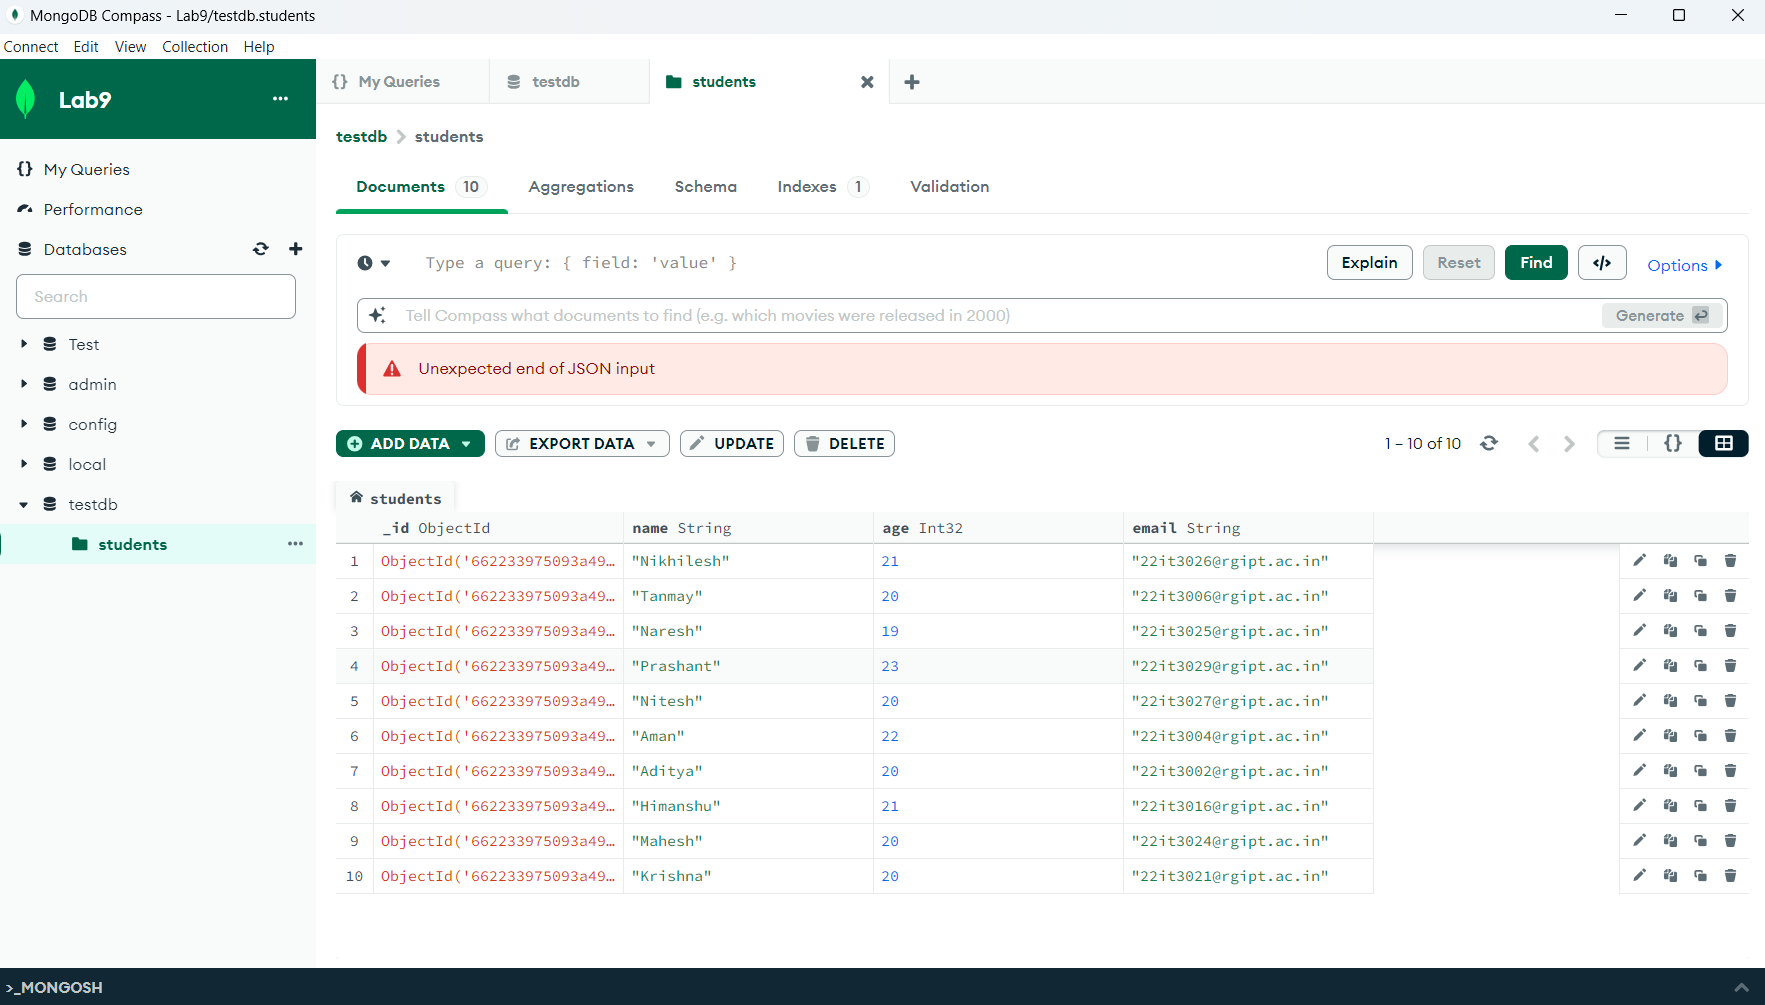 MongoDB Compass - Lab9/testdb.students
Connect Edit View Collection Help
Lab9
My Queries
Performance
Databases
Search
Test
admin
config
local
testdb
students
{} My Queries
testdb
students
testdb > students
Documents 10 Aggregations Schema Indexes 1 Validation
Type a query: { field: 'value' }
Explain Reset Find </> Options
Tell Compass what documents to find (e.g. which movies were released in 2000)
Generate
Unexpected end of JSON input
ADD DATA EXPORT DATA UPDATE DELETE
1 – 10 of 10
{}
students
_id ObjectId name String age Int32 email String
1 ObjectId('662233975093a49… "Nikhilesh" 21 "22it3026@rgipt.ac.in"
2 ObjectId('662233975093a49… "Tanmay" 20 "22it3006@rgipt.ac.in"
3 ObjectId('662233975093a49… "Naresh" 19 "22it3025@rgipt.ac.in"
4 ObjectId('662233975093a49… "Prashant" 23 "22it3029@rgipt.ac.in"
5 ObjectId('662233975093a49… "Nitesh" 20 "22it3027@rgipt.ac.in"
6 ObjectId('662233975093a49… "Aman" 22 "22it3004@rgipt.ac.in"
7 ObjectId('662233975093a49… "Aditya" 20 "22it3002@rgipt.ac.in"
8 ObjectId('662233975093a49… "Himanshu" 21 "22it3016@rgipt.ac.in"
9 ObjectId('662233975093a49… "Mahesh" 20 "22it3024@rgipt.ac.in"
10 ObjectId('662233975093a49… "Krishna" 20 "22it3021@rgipt.ac.in"
>_MONGOSH